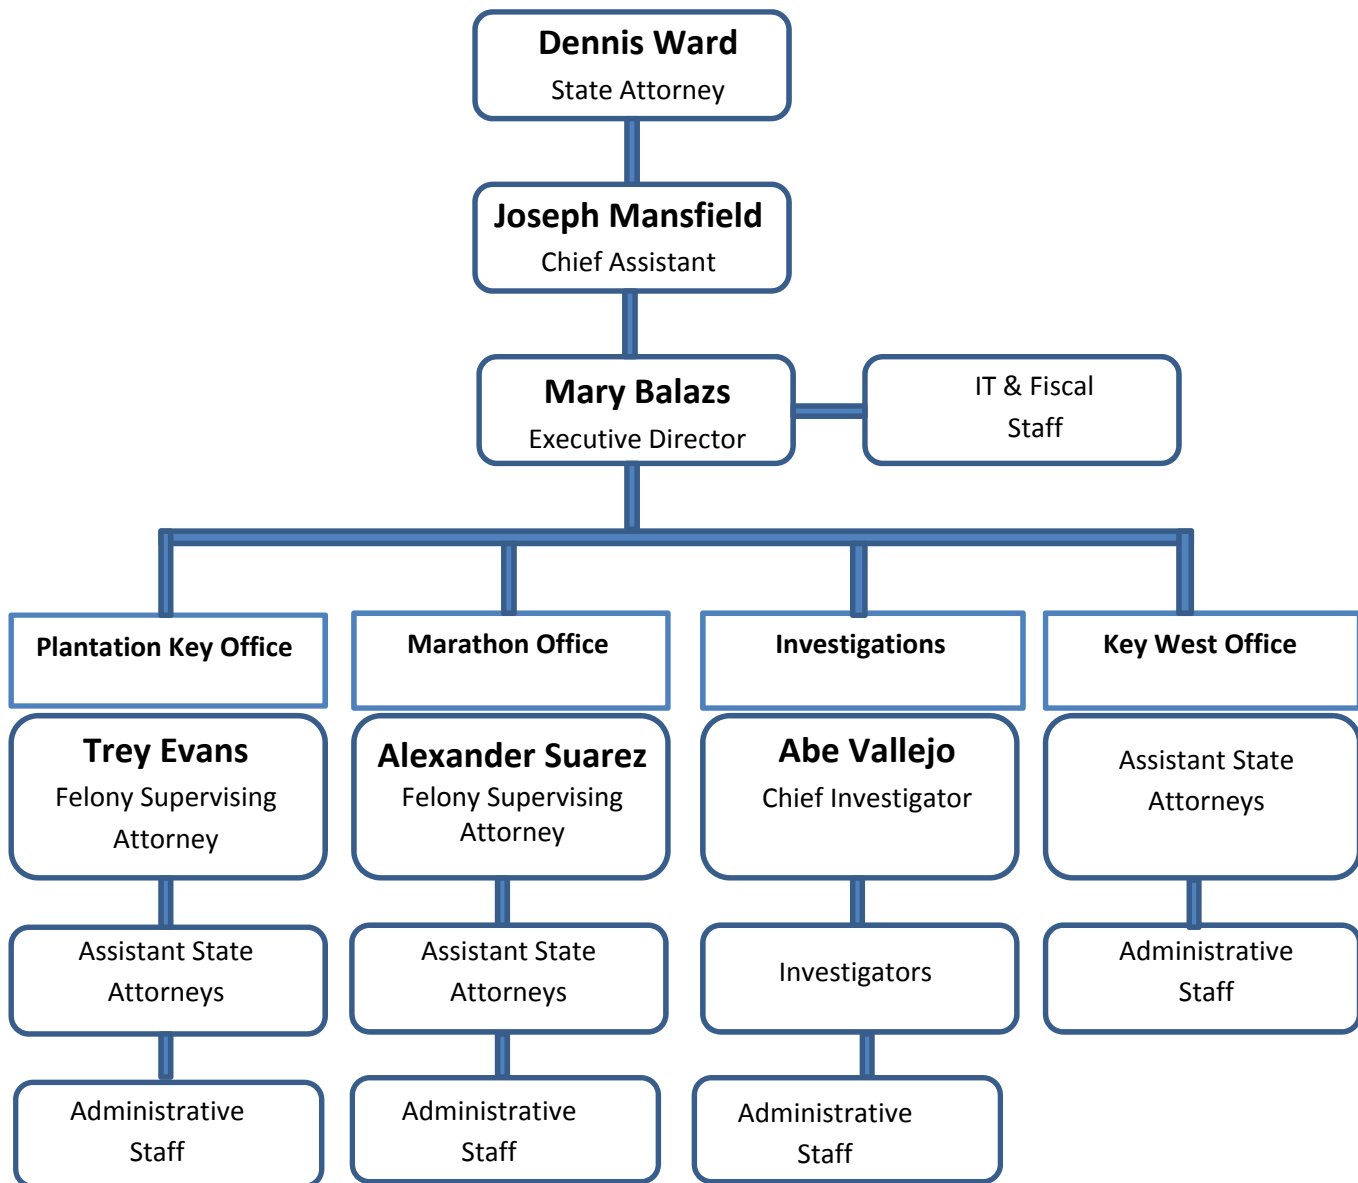 Dennis Ward
State Attorney
Joseph Mansfield
Chief Assistant
Mary Balazs
Executive Director
IT & Fiscal
Staff
Plantation Key Office
Marathon Office
Investigations
Key West Office
Trey Evans
Felony Supervising
Attorney
Alexander Suarez
Felony Supervising
Attorney
Abe Vallejo
Chief Investigator
Assistant State
Attorneys
Assistant State
Attorneys
Assistant State
Attorneys
Investigators
Administrative
Staff
Administrative
Staff
Administrative
Staff
Administrative
Staff